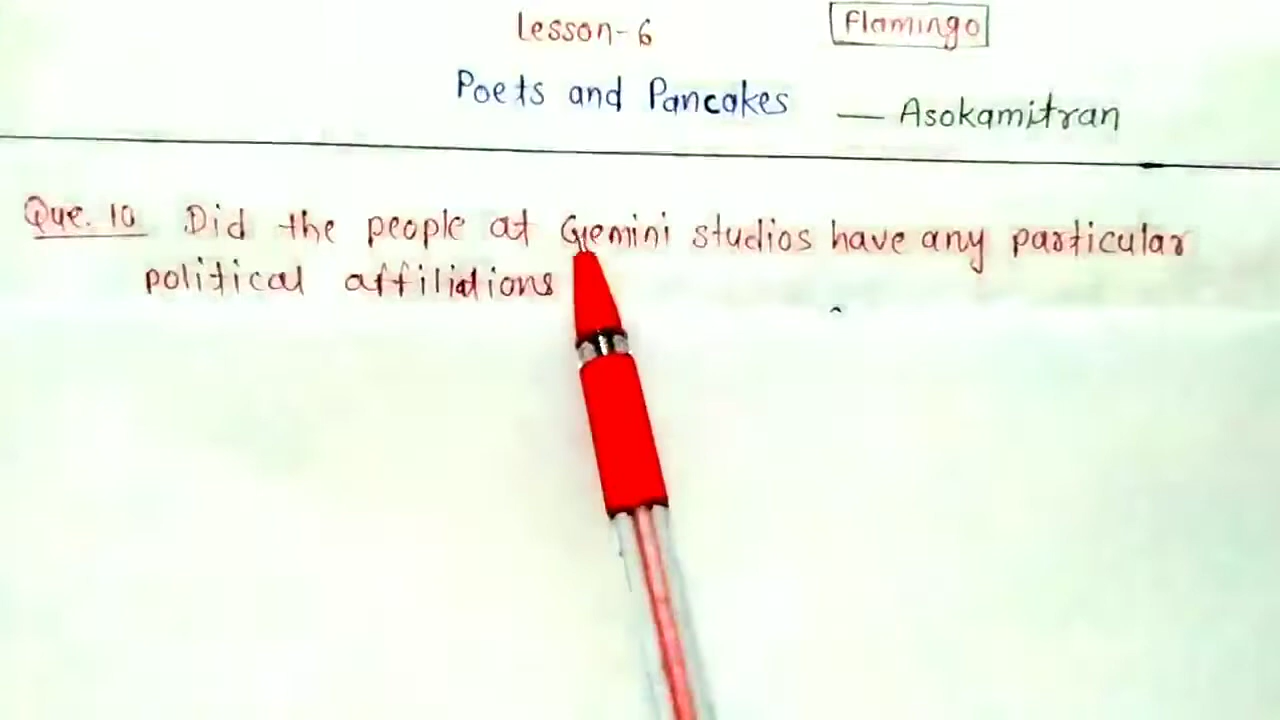 Lesson-6
Flamingo
Poets and Pancakes — Asokamitran
Que. 10 Did the people at Gemini studios have any particular
political affiliations